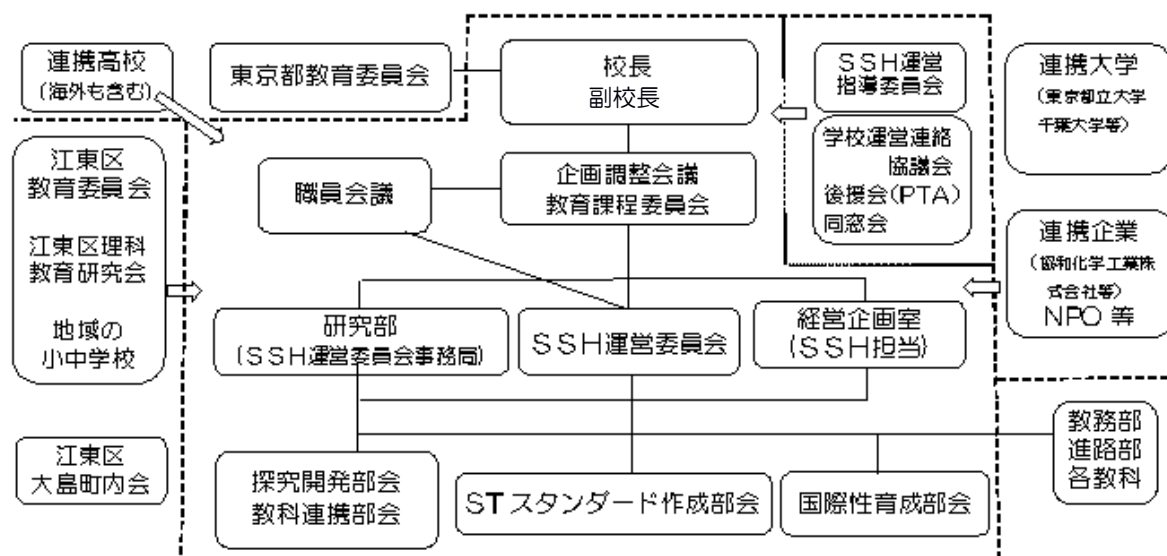 連携高校
(海外も含む)
東京都教育委員会
校長
副校長
SSH運営
指導委員会
連携大学
(東京都立大学
千葉大学等)
江東区
教育委員会
江東区理科
教育研究会
地域の
小中学校
職員会議
企画調整会議
教育課程委員会
学校運営連絡
協議会
後援会(PTA)
同窓会
連携企業
(協和化学工業株
式会社等)
NPO 等
研究部
(SSH運営委員会事務局)
SSH運営委員会
経営企画室
(SSH担当)
江東区
大島町内会
探究開発部会
教科連携部会
STスタンダード作成部会
国際性育成部会
教務部
進路部
各教科